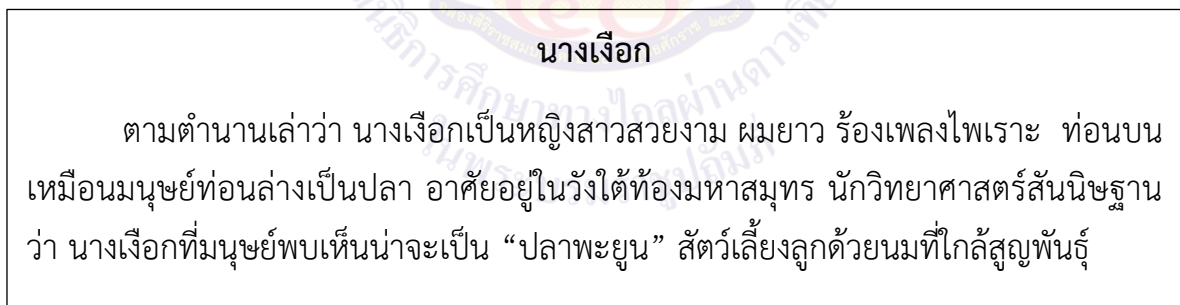 นางเงือก
ตามตำนานเล่าว่า นางเงือกเป็นหญิงสาวสวยงาม ผมยาว ร้องเพลงไพเราะ ท่อนบน
เหมือนมนุษย์ท่อนล่างเป็นปลา อาศัยอยู่ในวังใต้ท้องมหาสมุทร นักวิทยาศาสตร์สันนิษฐาน
ว่า นางเงือกที่มนุษย์พบเห็นน่าจะเป็น “ปลาพะยูน” สัตว์เลี้ยงลูกด้วยนมที่ใกล้สูญพันธุ์